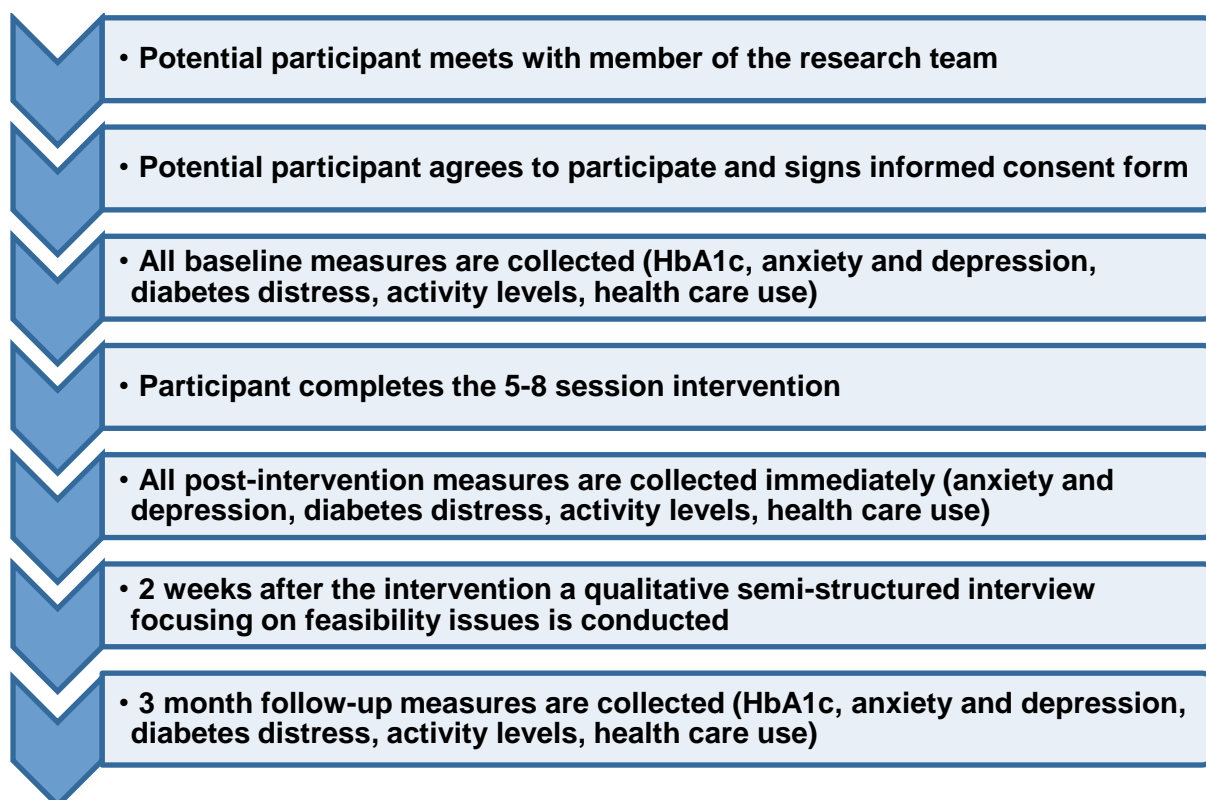 • Potential participant meets with member of the research team
• Potential participant agrees to participate and signs informed consent form
• All baseline measures are collected (HbA1c, anxiety and depression,
diabetes distress, activity levels, health care use)
• Participant completes the 5-8 session intervention
• All post-intervention measures are collected immediately (anxiety and
depression, diabetes distress, activity levels, health care use)
• 2 weeks after the intervention a qualitative semi-structured interview
focusing on feasibility issues is conducted
• 3 month follow-up measures are collected (HbA1c, anxiety and depression,
diabetes distress, activity levels, health care use)